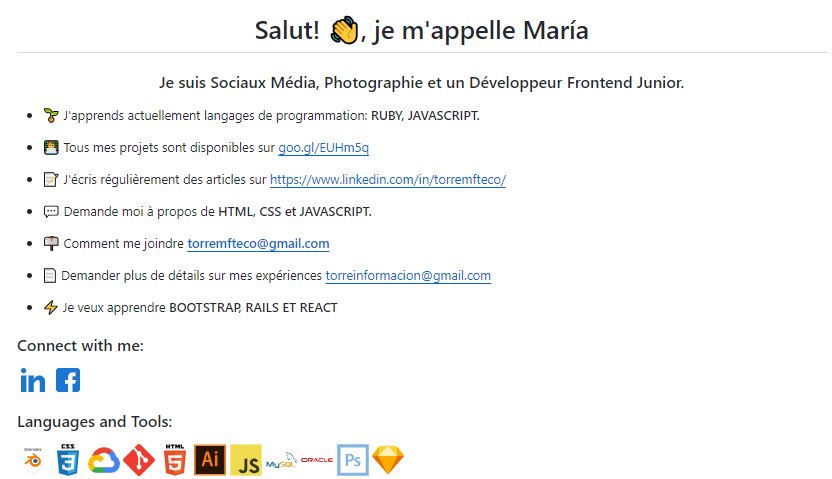 Salut! 👋, je m'appelle María
Je suis Sociaux Média, Photographie et un Développeur Frontend Junior.
🌱 J'apprends actuellement langages de programmation: RUBY, JAVASCRIPT.
👨‍💻 Tous mes projets sont disponibles sur goo.gl/EUHm5q
📝 J'écris régulièrement des articles sur https://www.linkedin.com/in/torremfteco/
💬 Demande moi à propos de HTML, CSS et JAVASCRIPT.
📫 Comment me joindre torremfteco@gmail.com
📄 Demander plus de détails sur mes expériences torreinformacion@gmail.com
⚡ Je veux apprendre BOOTSTRAP, RAILS ET REACT
Connect with me:
in f
Languages and Tools:
blender CSS 3 HTML 5 Ai JS MySQL ORACLE Ps